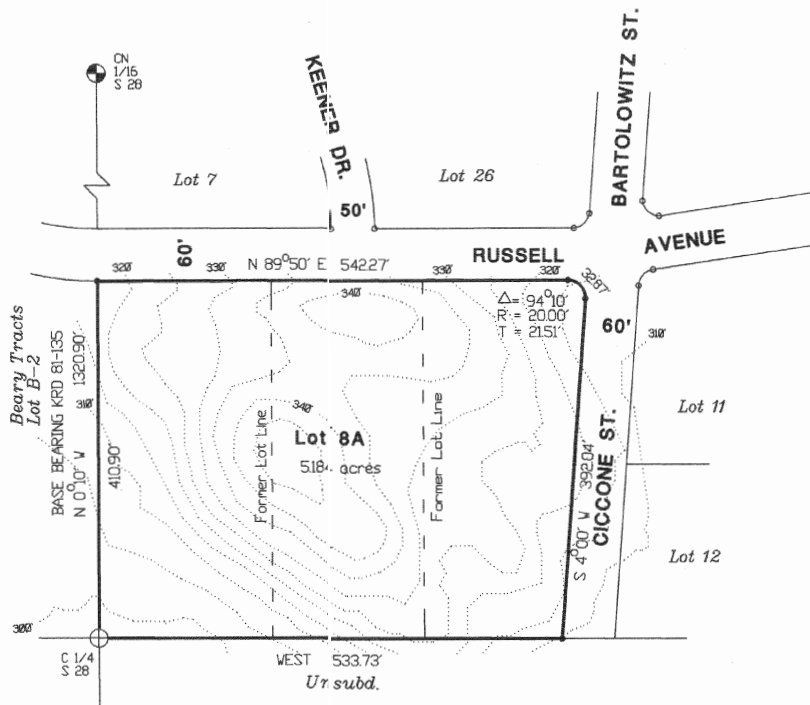 CN
1/16
S 28
KEENER DR.
BARTOLOWITZ ST.
Lot 7
Lot 26
50'
60'
RUSSELL
AVENUE
320'
330'
N 89°50' E 542.27'
330'
320'
32.87'
340'
Δ= 94°10'
R = 20.00'
T = 21.51'
60'
310'
Beary Tracts
Lot B-2
BASE BEARING KRD 81-135
N 0°10' W 1320.90'
310'
410.90'
Former Lot Line
340'
Lot 8A
5.184 acres
Former Lot Line
S 4°00' W 392.04'
CICCONE ST.
Lot 11
Lot 12
300'
C 1/4
S 28
WEST 533.73'
Unsubd.